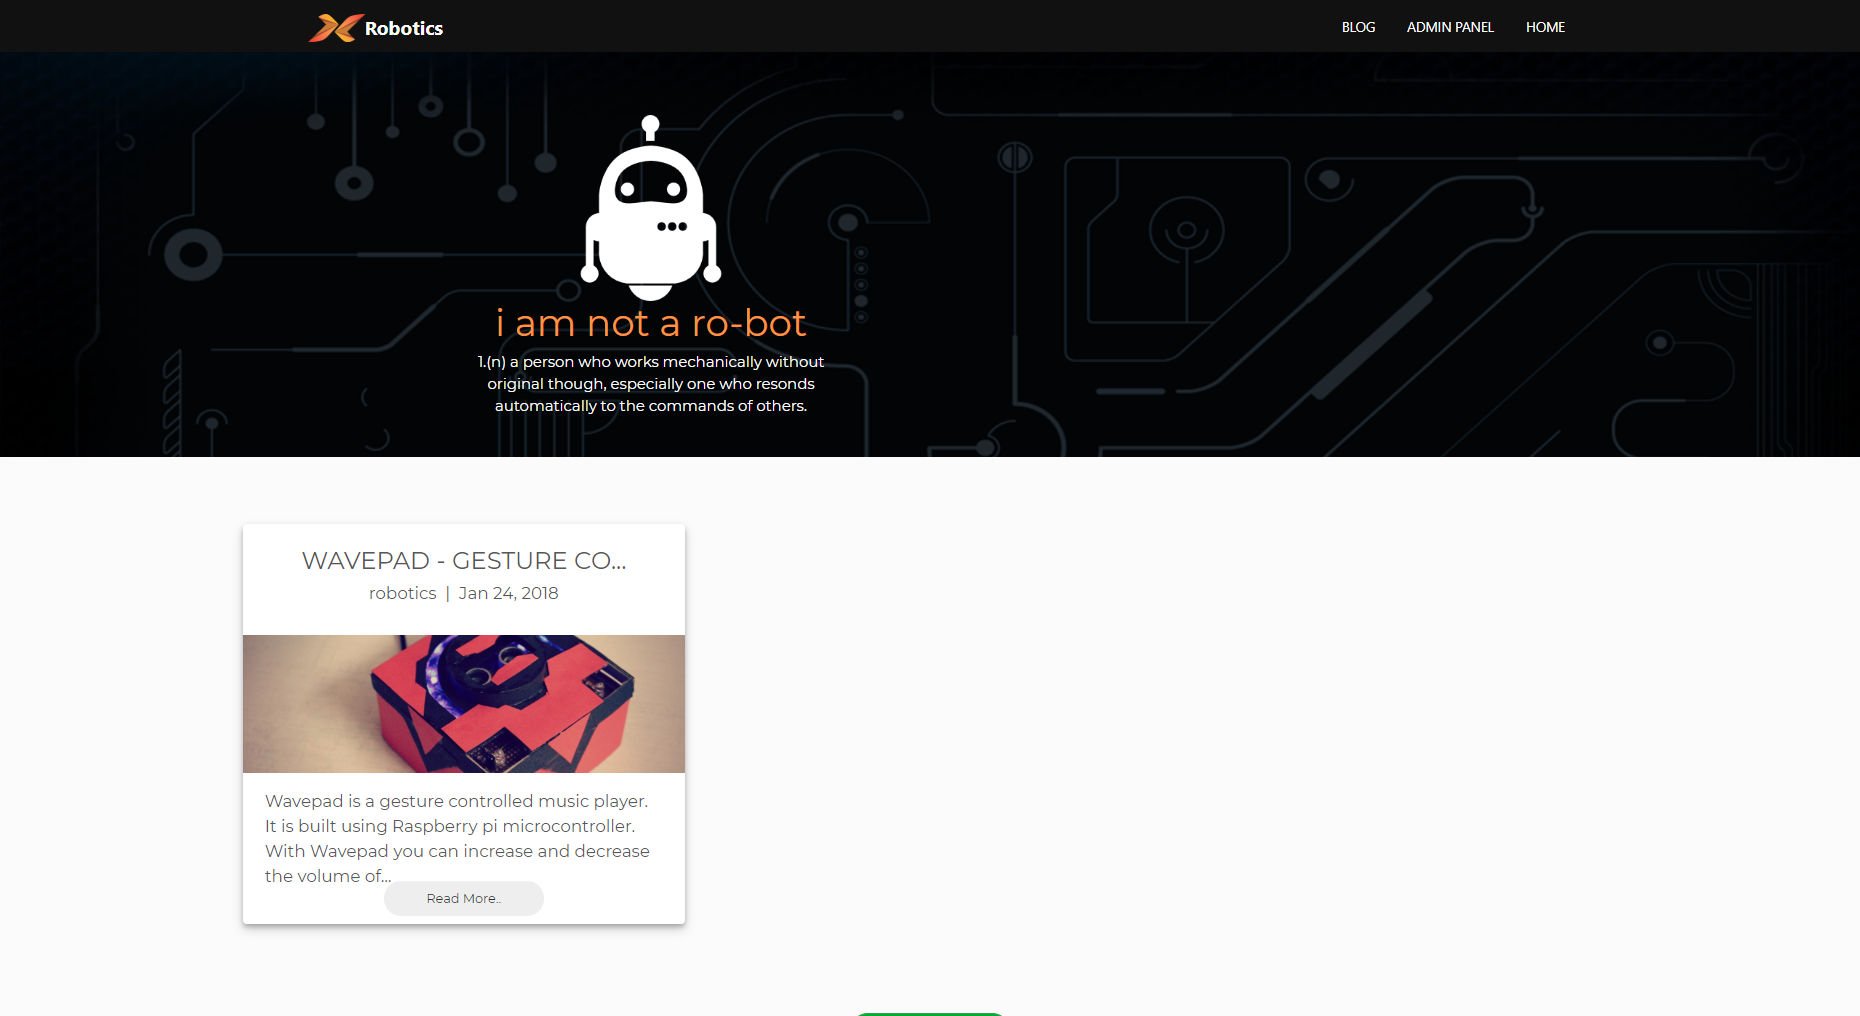 Robotics
BLOG ADMIN PANEL HOME
i am not a ro-bot
1.(n) a person who works mechanically without
original though, especially one who resonds
automatically to the commands of others.
WAVEPAD - GESTURE CO...
robotics | Jan 24, 2018
Wavepad is a gesture controlled music player.
It is built using Raspberry pi microcontroller.
With Wavepad you can increase and decrease
the volume of...
Read More..